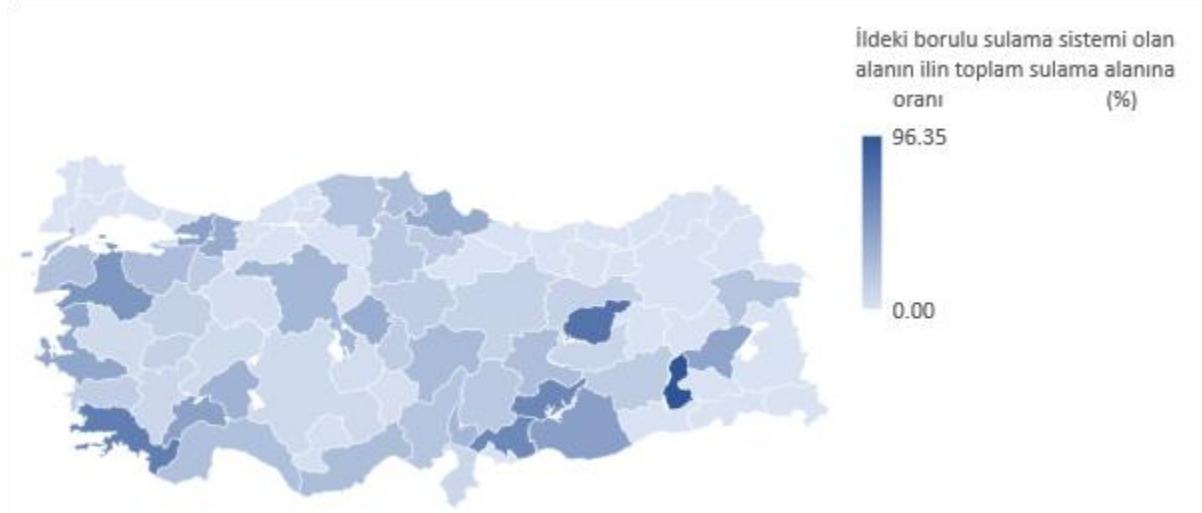 İldeki borulu sulama sistemi olan
alanın ilin toplam sulama alanına
oranı (%)
96.35
0.00